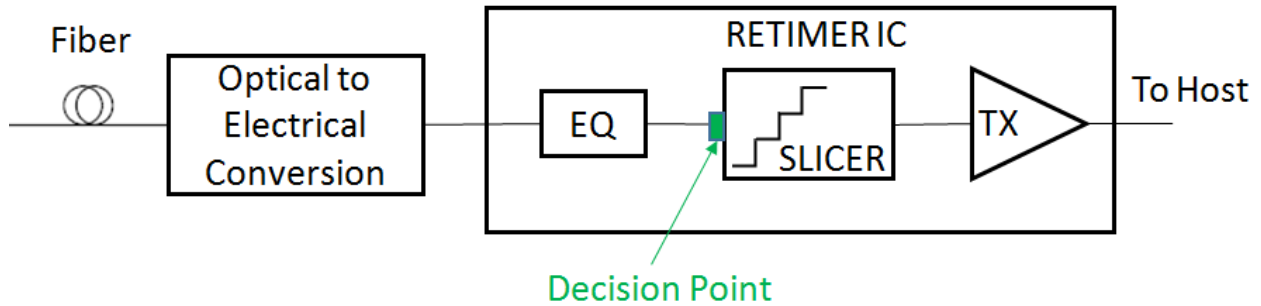 Fiber
Optical to
Electrical
Conversion
RETIMER IC
EQ
SLICER
TX
To Host
Decision Point